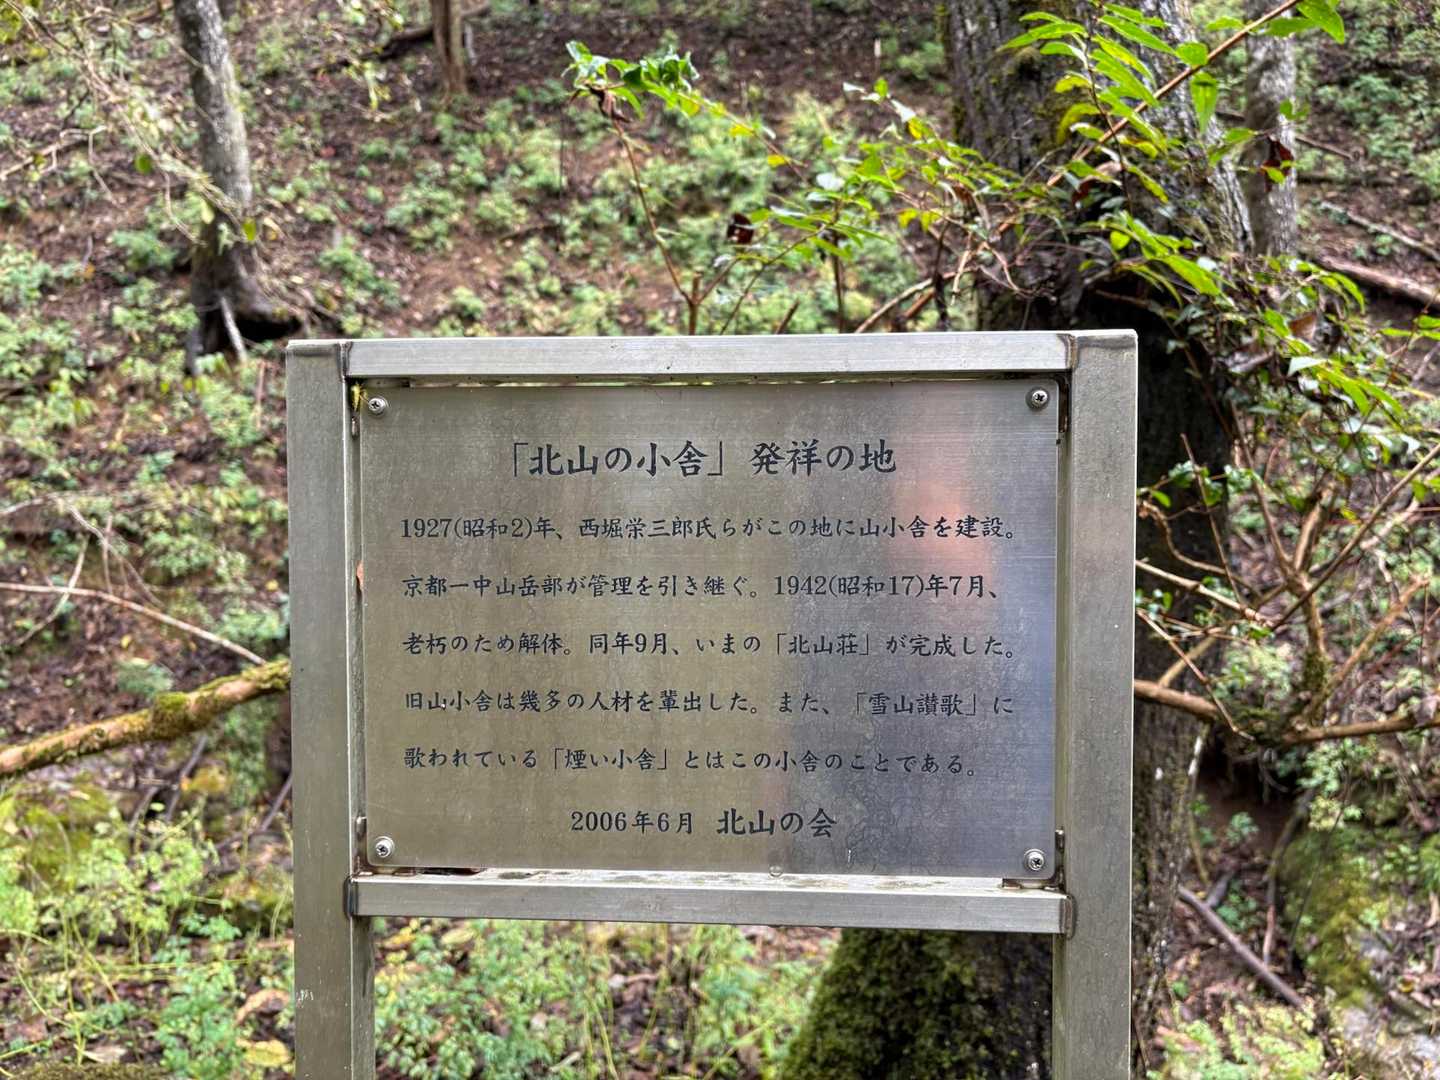 「北山の小舎」発祥の地
1927(昭和2)年、西堀栄三郎氏らがこの地に山小舎を建設。
京都一中山岳部が管理を引き継ぐ。1942(昭和17)年7月、
老朽のため解体。同年9月、いまの「北山荘」が完成した。
旧山小舎は幾多の人材を輩出した。また、「雪山讃歌」に
歌われている「煙い小舎」とはこの小舎のことである。
2006年6月 北山の会